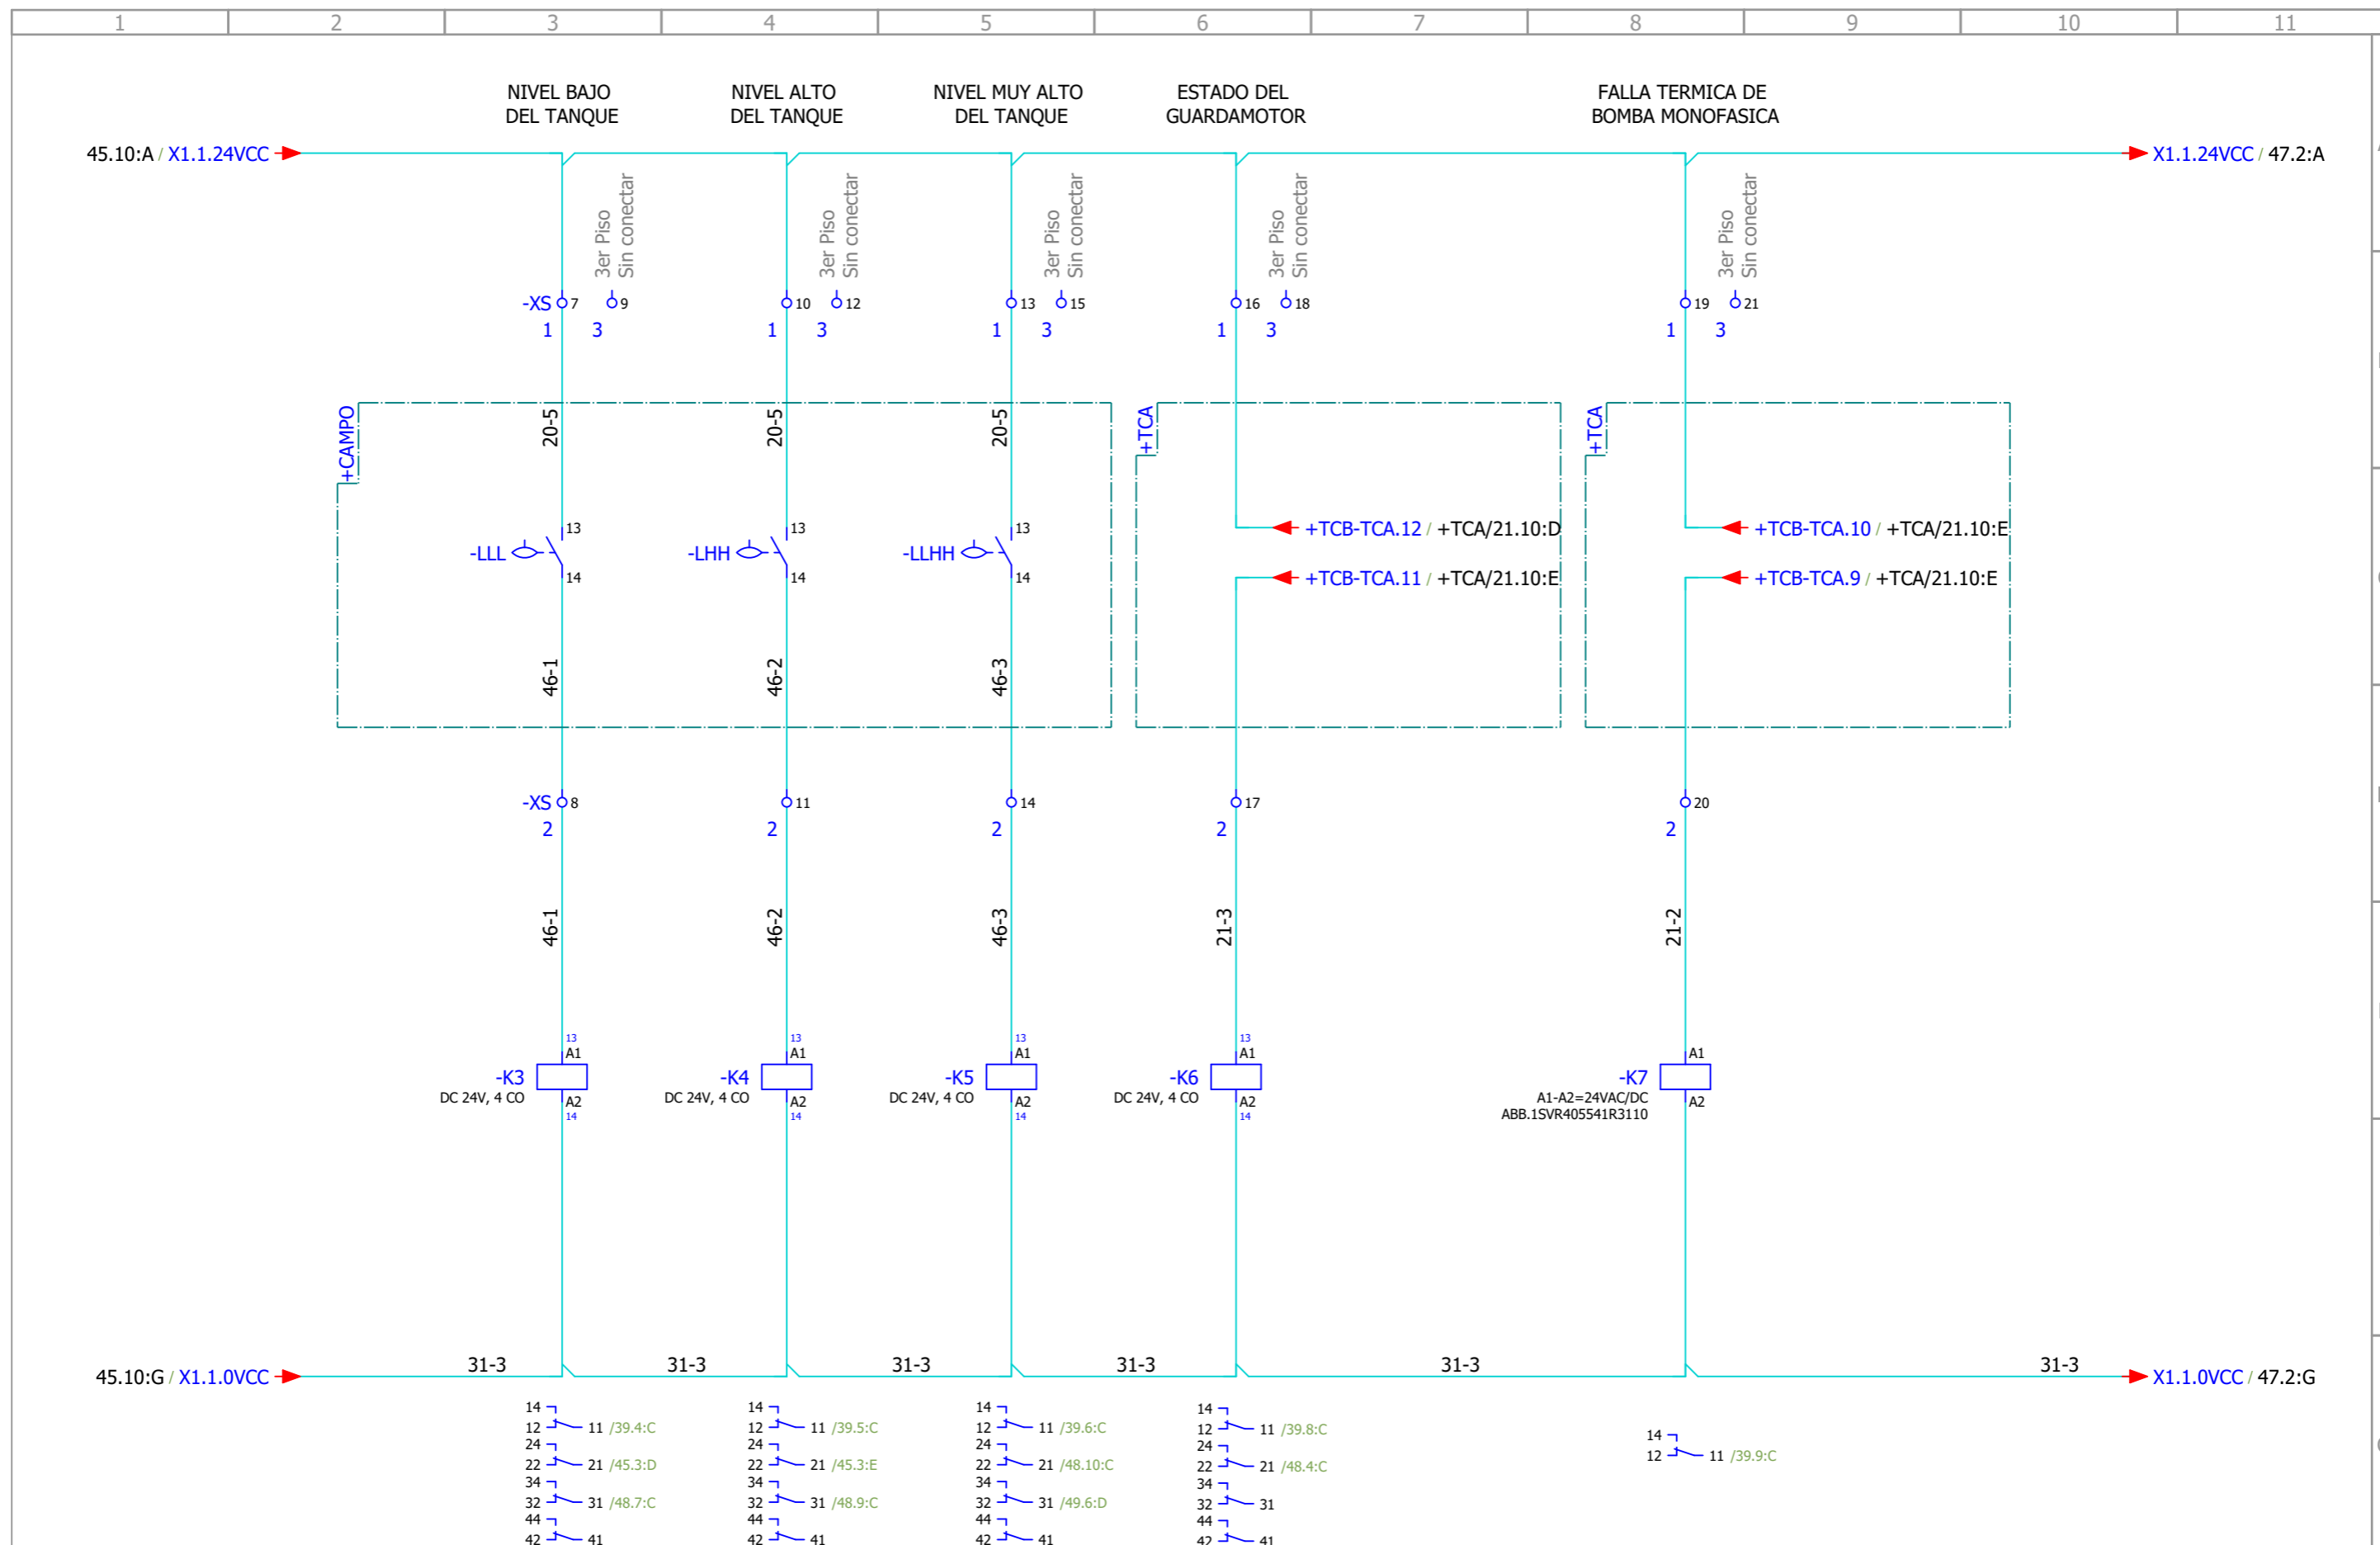 1 2 3 4 5 6 7 8 9 10 11
NIVEL BAJO
DEL TANQUE
NIVEL ALTO
DEL TANQUE
NIVEL MUY ALTO
DEL TANQUE
ESTADO DEL
GUARDAMOTOR
FALLA TERMICA DE
BOMBA MONOFASICA
45.10:A / X1.1.24VCC
X1.1.24VCC / 47.2:A
3er Piso
Sin conectar
3er Piso
Sin conectar
3er Piso
Sin conectar
3er Piso
Sin conectar
3er Piso
Sin conectar
-XS 7 9 10 12 13 15 16 18 19 21
1 3 1 3 1 3 1 3 1 3
+CAMPO
20-5 20-5 20-5
+TCA
+TCA
13 13 13
-LLL -LHH -LLHH
14 14 14
+TCB-TCA.12 / +TCA/21.10:D
+TCB-TCA.11 / +TCA/21.10:E
+TCB-TCA.10 / +TCA/21.10:E
+TCB-TCA.9 / +TCA/21.10:E
46-1 46-2 46-3
-XS 8 11 14 17 20
2 2 2 2 2
46-1 46-2 46-3 21-3 21-2
13 13 13 13
A1 A1 A1 A1 A1
-K3 -K4 -K5 -K6 -K7
DC 24V, 4 CO DC 24V, 4 CO DC 24V, 4 CO DC 24V, 4 CO A1-A2=24VAC/DC
ABB.1SVR405541R3110
A2 A2 A2 A2 A2
14 14 14 14
31-3 31-3 31-3 31-3 31-3 31-3
45.10:G / X1.1.0VCC
X1.1.0VCC / 47.2:G
14 14 14 14
12 11 /39.4:C 12 11 /39.5:C 12 11 /39.6:C 12 11 /39.8:C
24 24 24 24 14
22 21 /45.3:D 22 21 /45.3:E 22 21 /48.10:C 22 21 /48.4:C 12 11 /39.9:C
34 34 34 34
32 31 /48.7:C 32 31 /48.9:C 32 31 /49.6:D 32 31
44 44 44 44
42 41 42 41 42 41 42 41